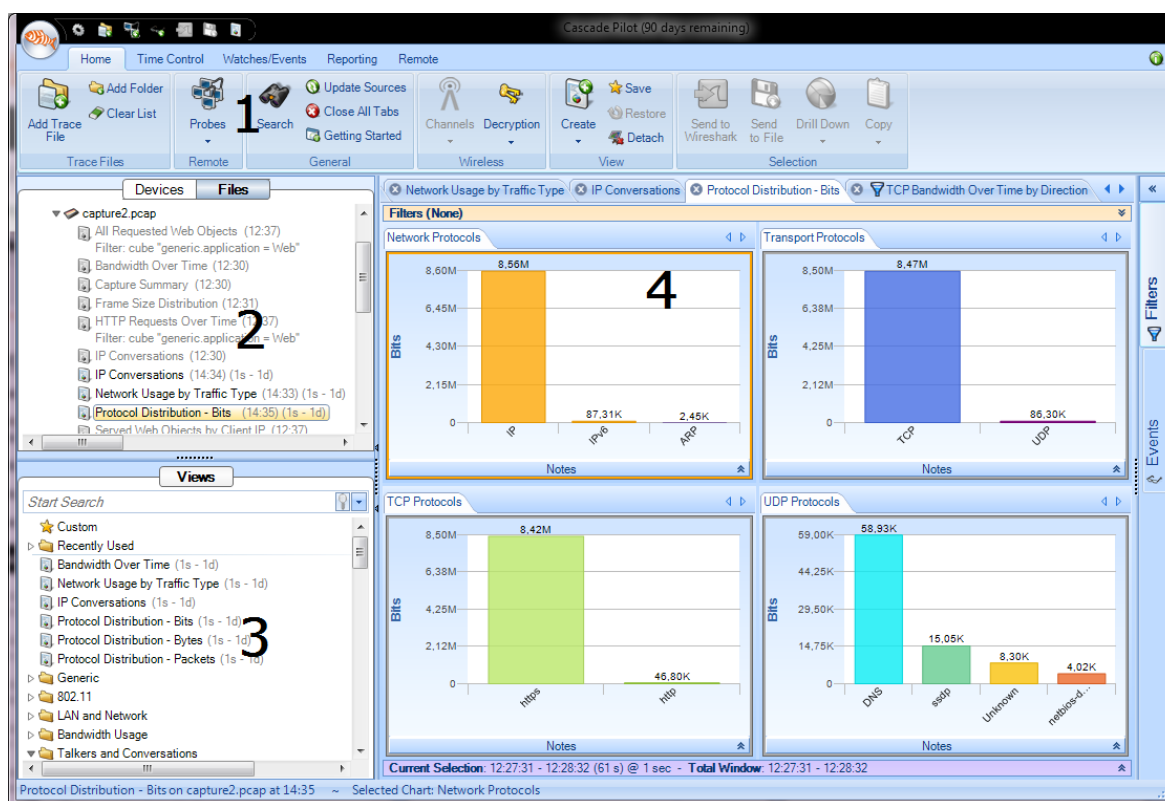 Cascade Pilot (90 days remaining)
Home Time Control Watches/Events Reporting Remote
Add Trace File
Add Folder
Clear List
Trace Files
Probes
Remote
1
Search
Update Sources
Close All Tabs
Getting Started
General
Channels
Decryption
Wireless
Create
Save
Restore
Detach
View
Send to Wireshark
Send to File
Drill Down
Copy
Selection
Devices Files
capture2.pcap
All Requested Web Objects (12:37)
Filter: cube "generic.application = Web"
Bandwidth Over Time (12:30)
Capture Summary (12:30)
Frame Size Distribution (12:31)
HTTP Requests Over Time (12:37)
Filter: cube "generic.application = Web"
IP Conversations (12:30)
IP Conversations (14:34) (1s - 1d)
Network Usage by Traffic Type (14:33) (1s - 1d)
Protocol Distribution - Bits (14:35) (1s - 1d)
Served Web Objects by Client IP (12:37)
2
Views
Start Search
Custom
Recently Used
Bandwidth Over Time (1s - 1d)
Network Usage by Traffic Type (1s - 1d)
IP Conversations (1s - 1d)
Protocol Distribution - Bits (1s - 1d)
Protocol Distribution - Bytes (1s - 1d)
Protocol Distribution - Packets (1s - 1d)
3
Generic
802.11
LAN and Network
Bandwidth Usage
Talkers and Conversations
Network Usage by Traffic Type IP Conversations Protocol Distribution - Bits TCP Bandwidth Over Time by Direction
Filters (None)
Network Protocols
8,56M
8,60M
6,45M
4,30M
2,15M
0
Bits
87,31K
2,45K
IP IPv6 ARP
4
Notes
Transport Protocols
8,47M
8,50M
6,38M
4,25M
2,12M
0
Bits
86,30K
TCP UDP
Notes
TCP Protocols
8,42M
8,50M
6,38M
4,25M
2,12M
0
Bits
46,80K
https http
Notes
UDP Protocols
58,93K
59,00K
44,25K
29,50K
14,75K
0
Bits
15,05K
8,30K
4,02K
DNS ssdp Unknown netbios-d...
Notes
Filters
Events
Current Selection: 12:27:31 - 12:28:32 (61 s) @ 1 sec - Total Window: 12:27:31 - 12:28:32
Protocol Distribution - Bits on capture2.pcap at 14:35 ~ Selected Chart: Network Protocols